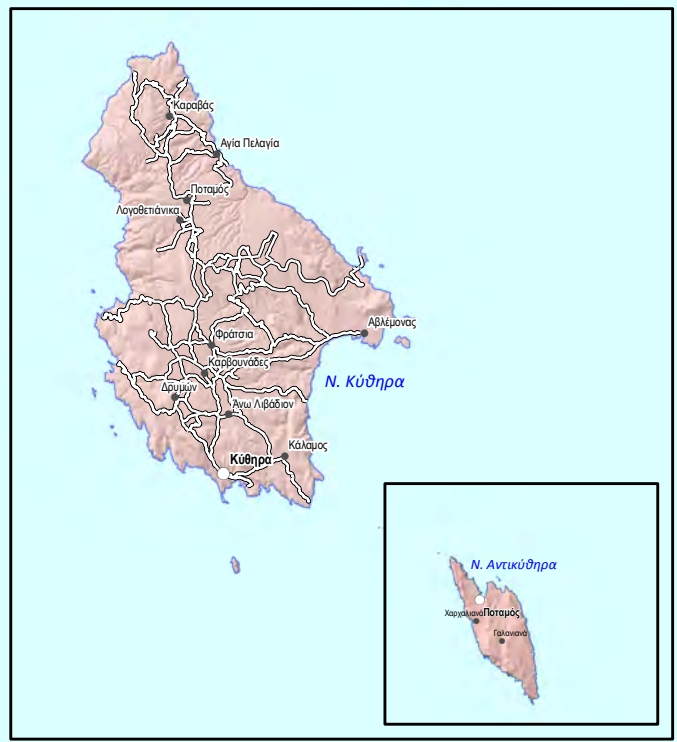 Καραβάς
Αγία Πελαγία
Ποταμός
Λογοθετιάνικα
Αβλέμονας
Φράτσια
Καρβουνάδες
Ν. Κύθηρα
Δρυμών
Άνω Λιβάδιον
Κάλαμος
Κύθηρα
Ν. Αντικύθηρα
Χαρχαλιανά
Ποταμός
Γαλανιανά